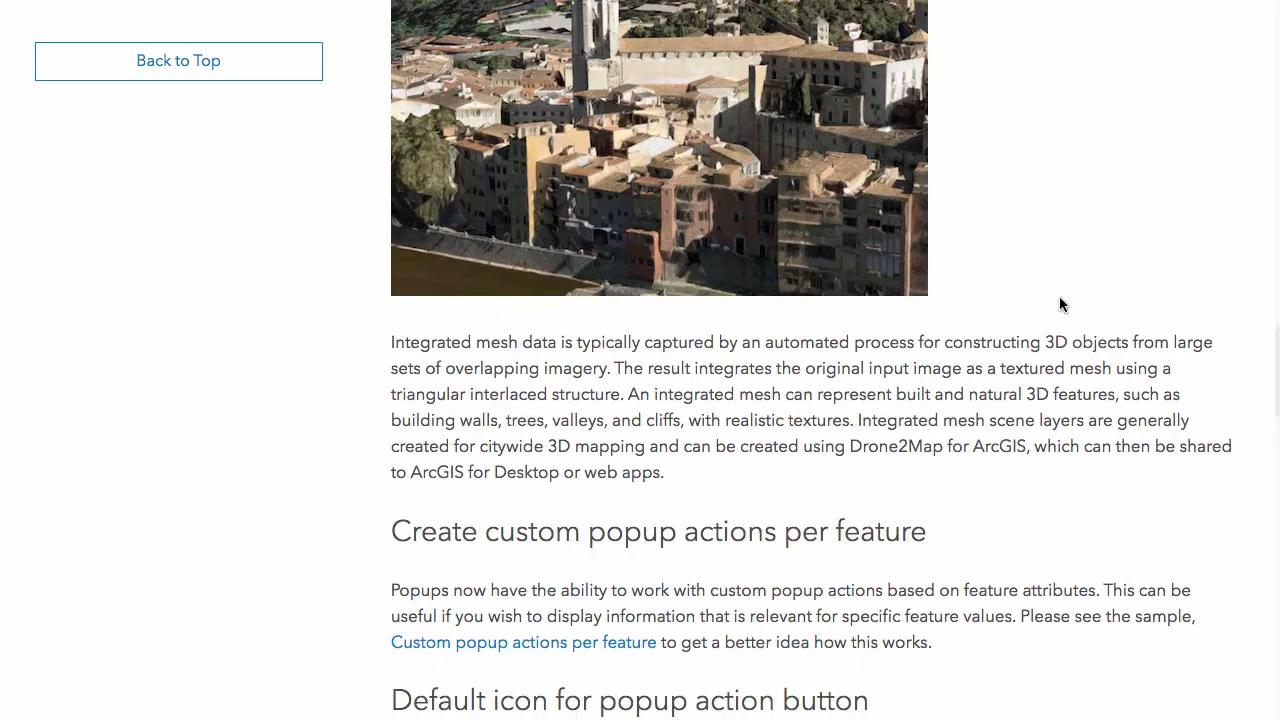 Back to Top
Integrated mesh data is typically captured by an automated process for constructing 3D objects from large
sets of overlapping imagery. The result integrates the original input image as a textured mesh using a
triangular interlaced structure. An integrated mesh can represent built and natural 3D features, such as
building walls, trees, valleys, and cliffs, with realistic textures. Integrated mesh scene layers are generally
created for citywide 3D mapping and can be created using Drone2Map for ArcGIS, which can then be shared
to ArcGIS for Desktop or web apps.
Create custom popup actions per feature
Popups now have the ability to work with custom popup actions based on feature attributes. This can be
useful if you wish to display information that is relevant for specific feature values. Please see the sample,
Custom popup actions per feature to get a better idea how this works.
Default icon for popup action button